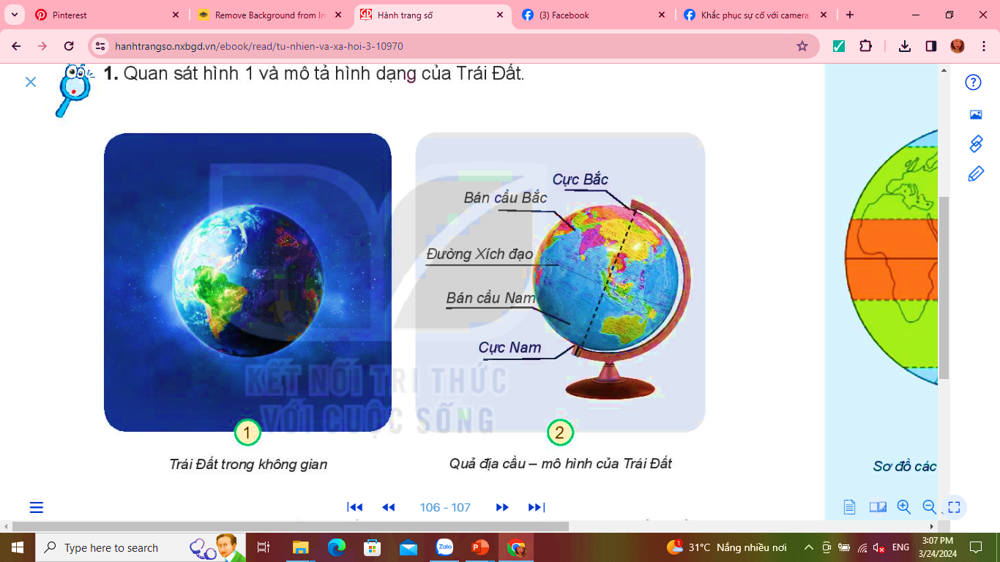 Pinterest
Remove Background from Im
Hành trang số
(3) Facebook
Khắc phục sự cố với camera,
hanhtrangso.nxbgd.vn/ebook/read/tu-nhien-va-xa-hoi-3-10970
1. Quan sát hình 1 và mô tả hình dạng của Trái Đất.
Cực Bắc
Bán cầu Bắc
Đường Xích đạo
Bán cầu Nam
Cực Nam
KẾT NỐI TRI THỨC
VỚI CUỘC SỐNG
1
2
Trái Đất trong không gian
Quả địa cầu – mô hình của Trái Đất
Sơ đồ các
106 - 107
Type here to search
Zalo
1
31°C Nắng nhiều nơi
ENG
3:07 PM
3/24/2024